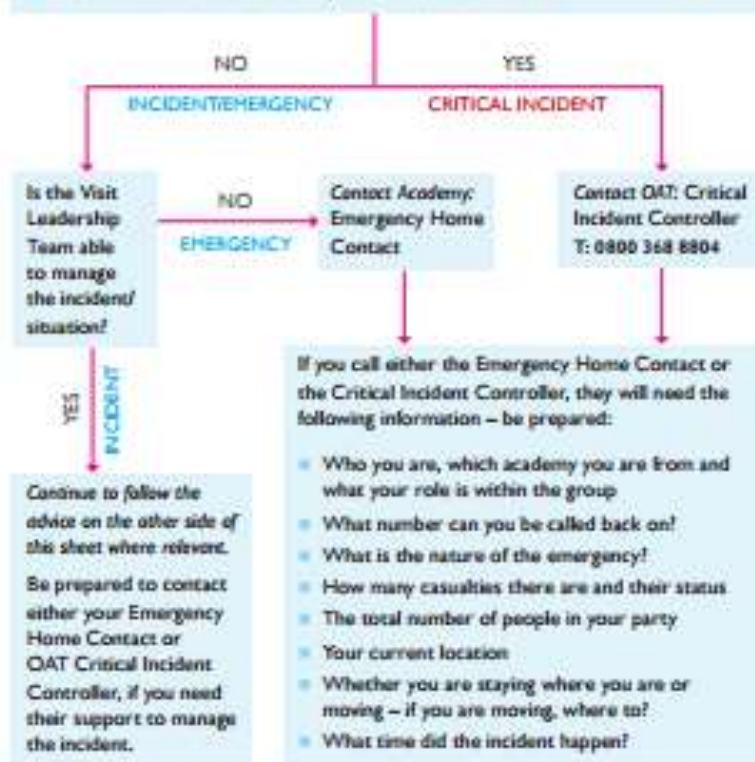 NO
YES
INCIDENT/EMERGENCY
CRITICAL INCIDENT
Is the Visit
Leadership
Team able
to manage
the incident/
situation?
NO
EMERGENCY
Contact Academy:
Emergency Home
Contact
Contact OAT: Critical
Incident Controller
T: 0800 368 8804
YES
INCIDENT
Continue to follow the
advice on the other side of
this sheet where relevant.
Be prepared to contact
either your Emergency
Home Contact or
OAT Critical Incident
Controller, if you need
their support to manage
the incident.
If you call either the Emergency Home Contact or
the Critical Incident Controller, they will need the
following information – be prepared:
Who you are, which academy you are from and
what your role is within the group
What number can you be called back on?
What is the nature of the emergency?
How many casualties there are and their status
The total number of people in your party
Your current location
Whether you are staying where you are or
moving – if you are moving, where to?
What time did the incident happen?